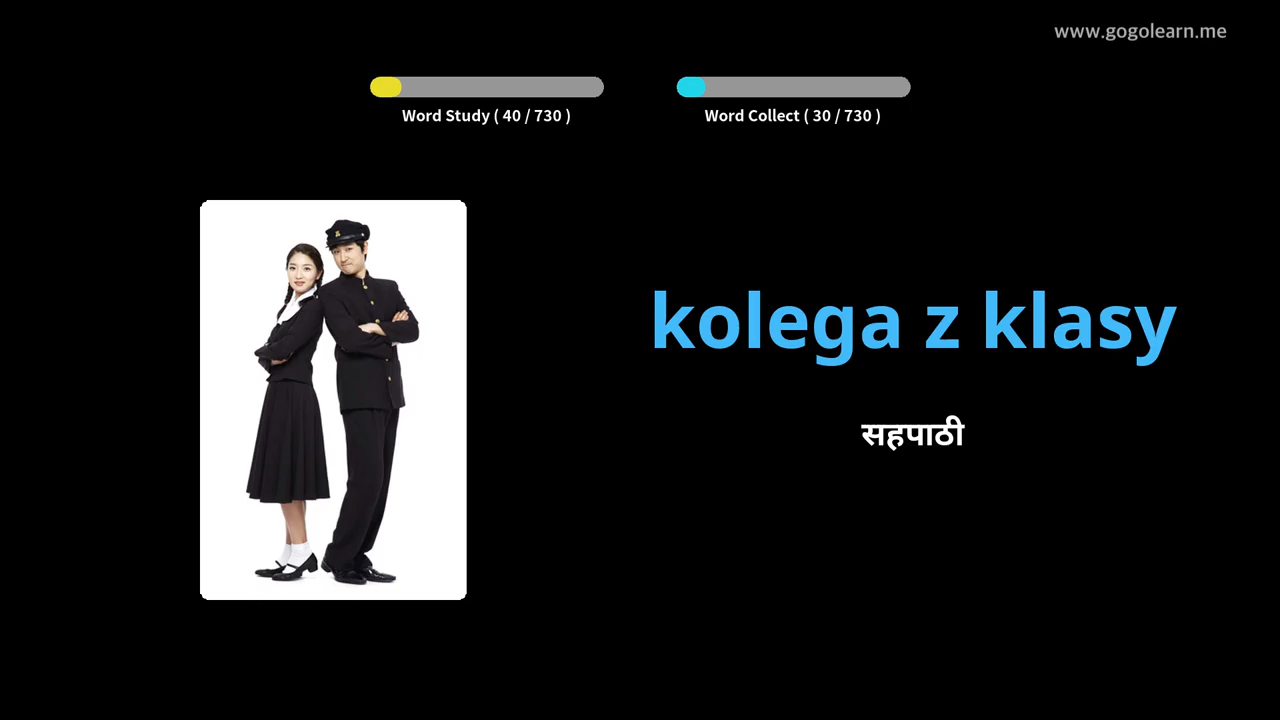 www.gogolearn.me
Word Study ( 40 / 730 )
Word Collect ( 30 / 730 )
kolega z klasy
सहपाठी